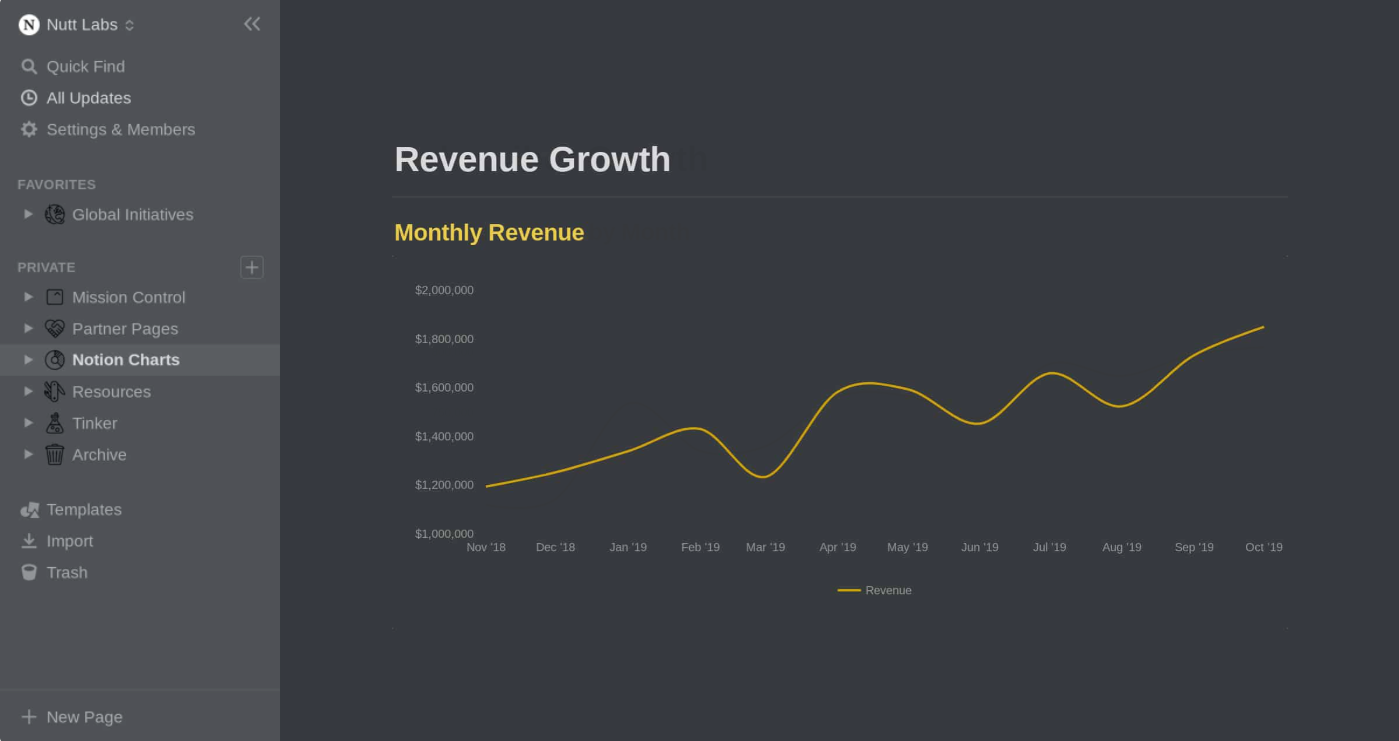 Nutt Labs
Quick Find
All Updates
Settings & Members
FAVORITES
Global Initiatives
PRIVATE
Mission Control
Partner Pages
Notion Charts
Resources
Tinker
Archive
Templates
Import
Trash
New Page
Revenue Growth
Monthly Revenue
$2,000,000
$1,800,000
$1,600,000
$1,400,000
$1,200,000
$1,000,000
Nov '18 Dec '18 Jan '19 Feb '19 Mar '19 Apr '19 May '19 Jun '19 Jul '19 Aug '19 Sep '19 Oct '19
Revenue